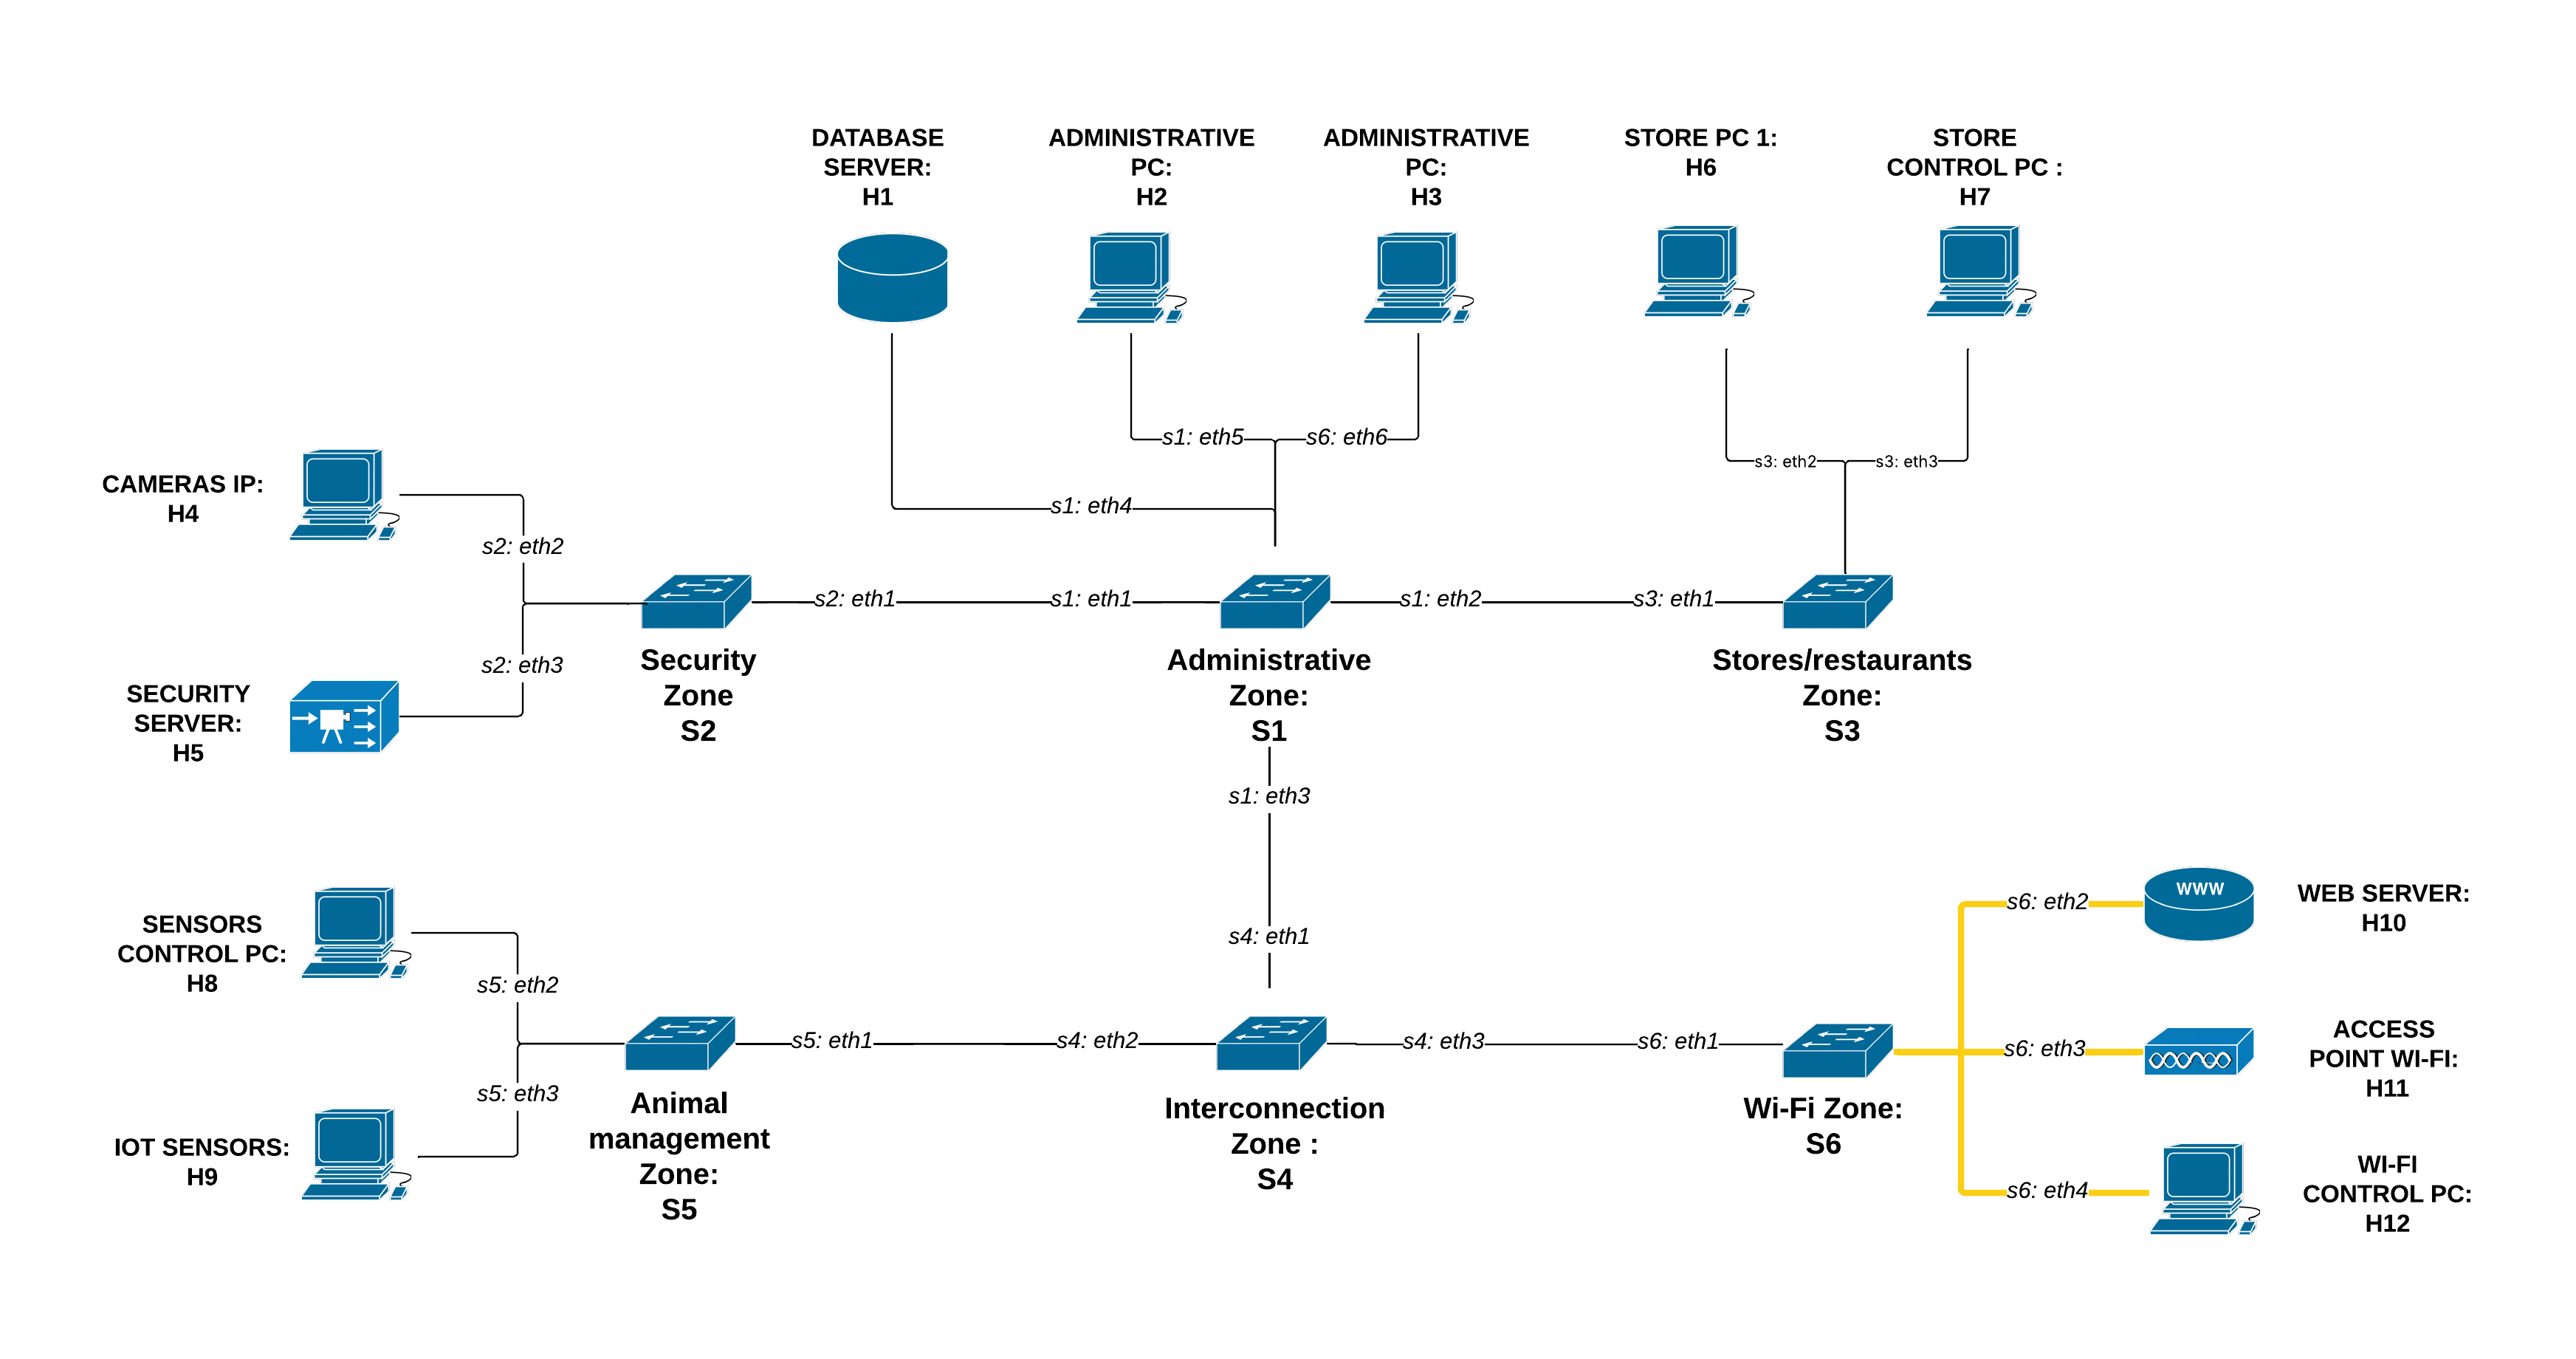 DATABASE
SERVER:
H1
ADMINISTRATIVE
PC:
H2
ADMINISTRATIVE
PC:
H3
STORE PC 1:
H6
STORE
CONTROL PC :
H7
s1: eth5
s6: eth6
s3: eth2
s3: eth3
s1: eth4
CAMERAS IP:
H4
s2: eth2
s2: eth1
s1: eth1
s1: eth2
s3: eth1
s2: eth3
SECURITY
SERVER:
H5
Security
Zone
S2
Administrative
Zone:
S1
Stores/restaurants
Zone:
S3
s1: eth3
s4: eth1
SENSORS
CONTROL PC:
H8
s5: eth2
s5: eth1
s4: eth2
s4: eth3
s6: eth1
s5: eth3
IOT SENSORS:
H9
Animal
management
Zone:
S5
Interconnection
Zone :
S4
Wi-Fi Zone:
S6
s6: eth2
WWW
WEB SERVER:
H10
s6: eth3
ACCESS
POINT WI-FI:
H11
s6: eth4
WI-FI
CONTROL PC:
H12